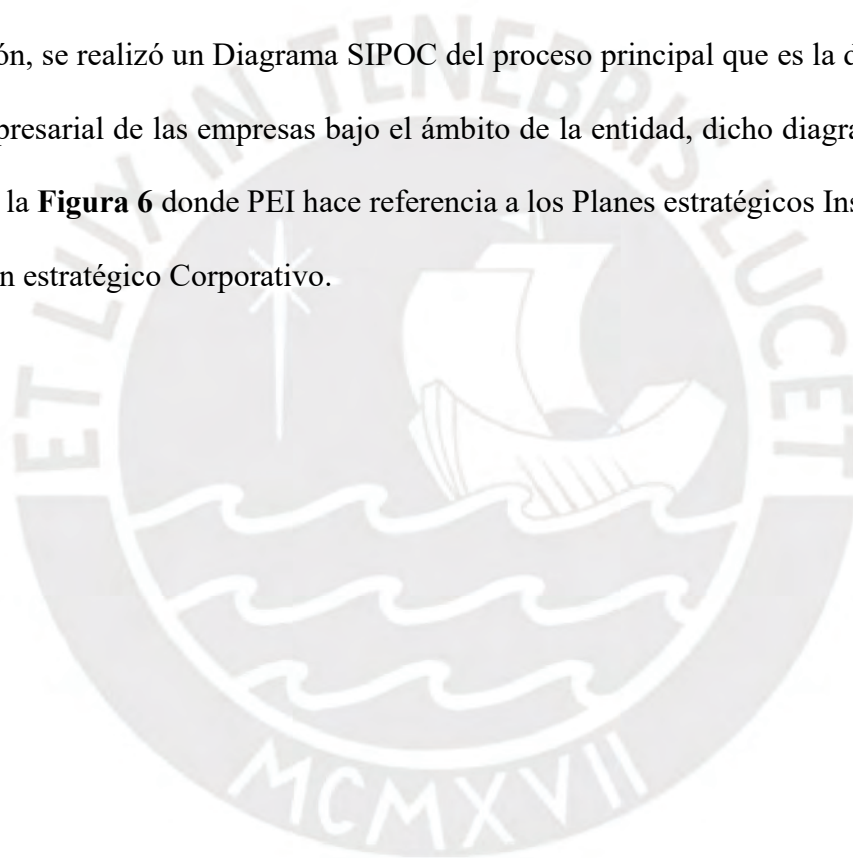 ón, se realizó un Diagrama SIPOC del proceso principal que es la d
presarial de las empresas bajo el ámbito de la entidad, dicho diagra
la Figura 6 donde PEI hace referencia a los Planes estratégicos Ins
n estratégico Corporativo.
ET LUX IN TENEBRIS LUCET
MCMXVII